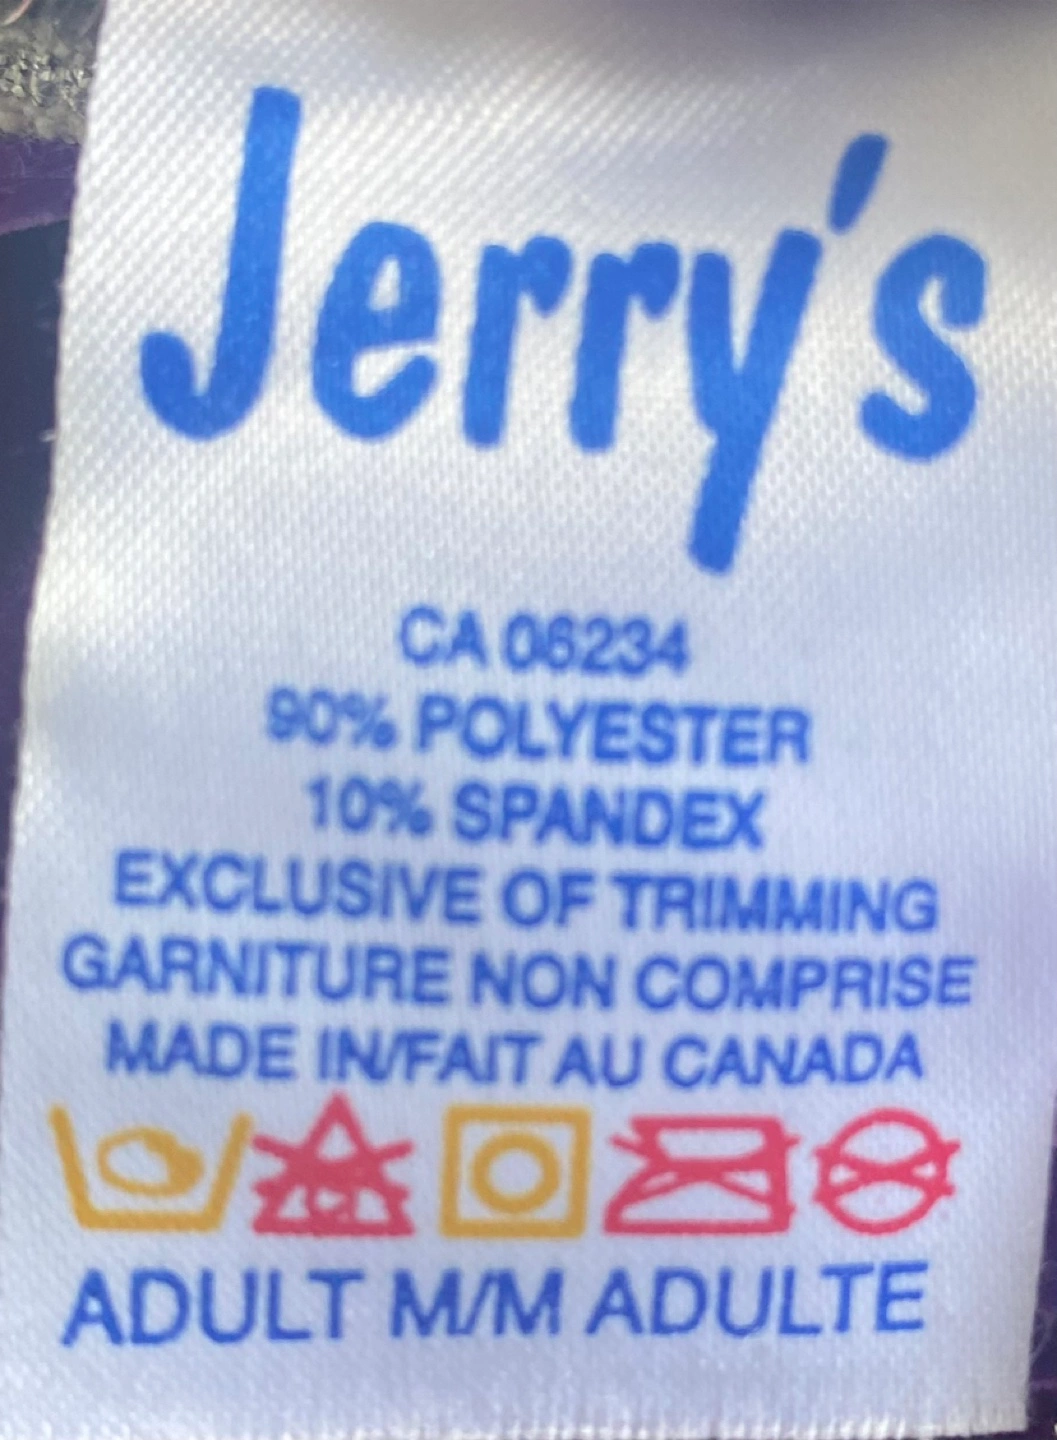 Jerry's
CA 06234
90% POLYESTER
10% SPANDEX
EXCLUSIVE OF TRIMMING
GARNITURE NON COMPRISE
MADE IN/FAIT AU CANADA
ADULT M/M ADULTE